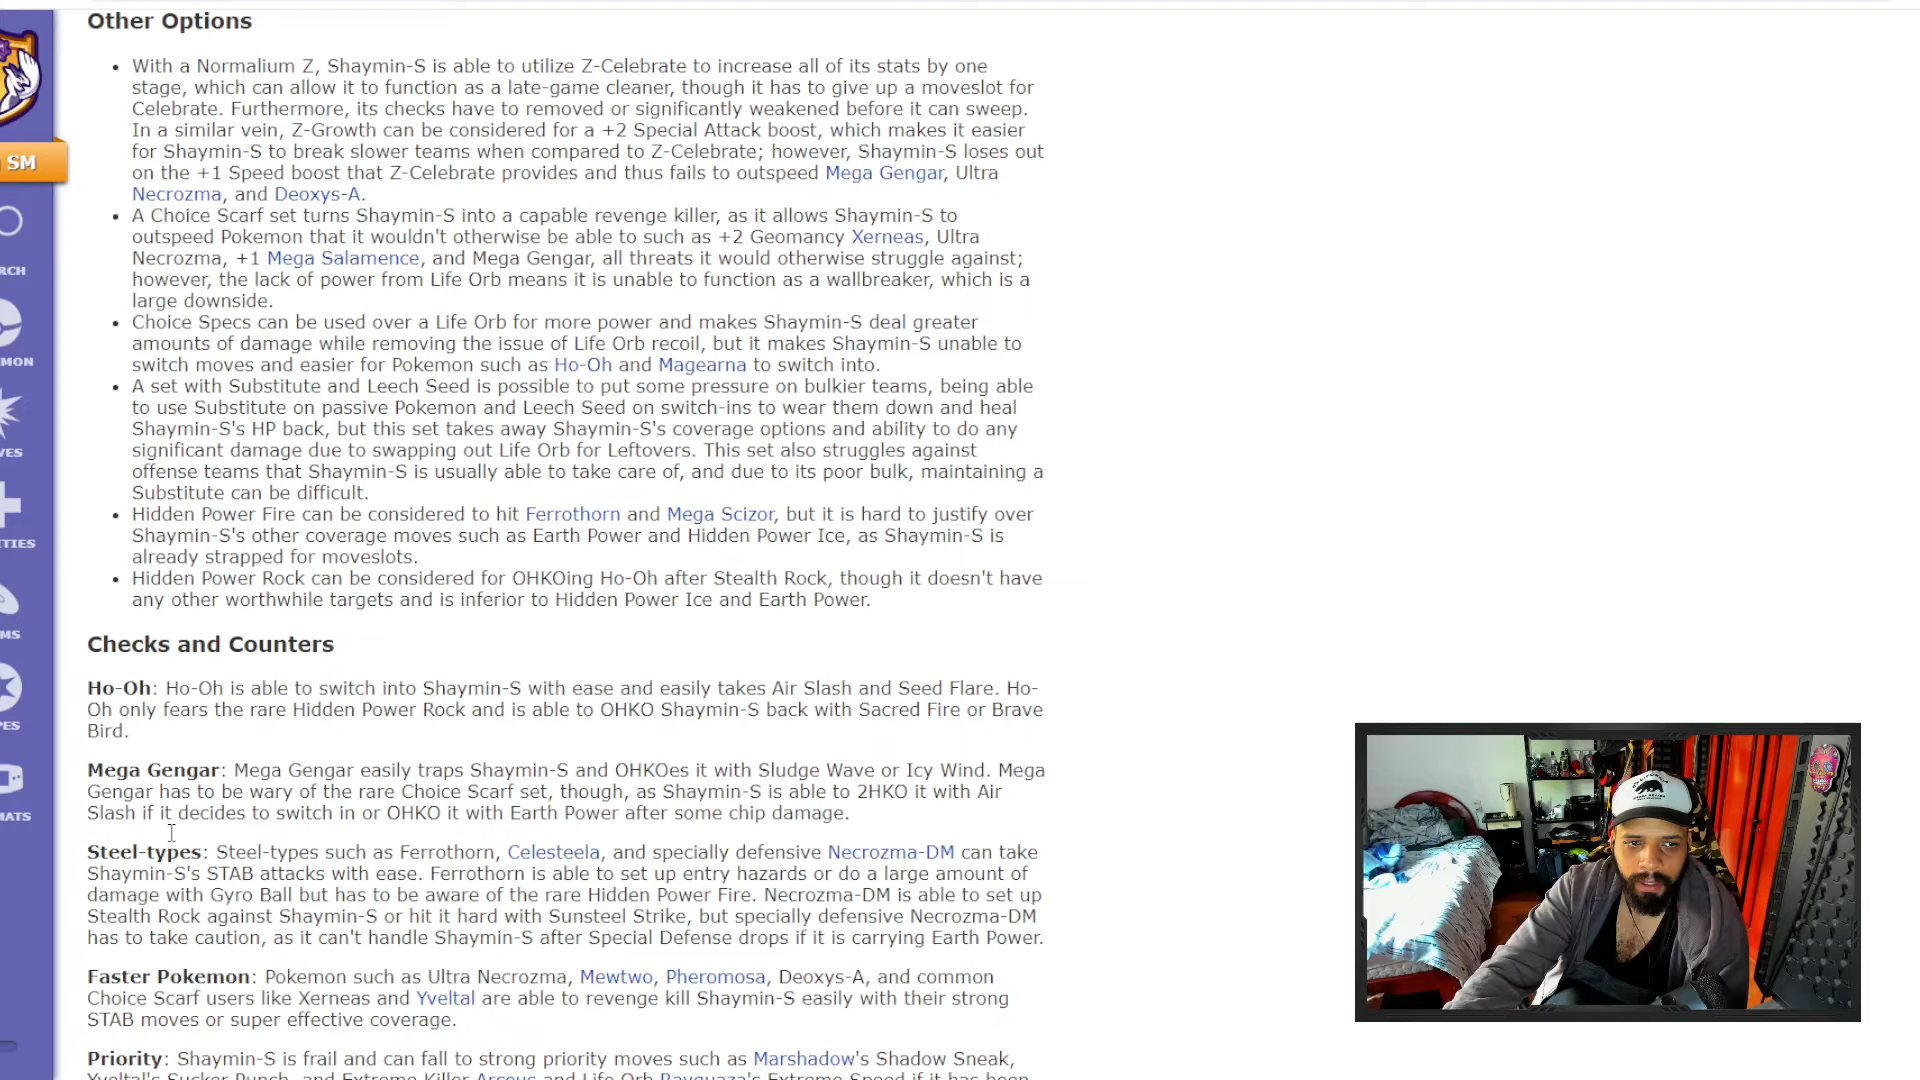 Other Options
• With a Normalium Z, Shaymin-S is able to utilize Z-Celebrate to increase all of its stats by one
stage, which can allow it to function as a late-game cleaner, though it has to give up a moveslot for
Celebrate. Furthermore, its checks have to removed or significantly weakened before it can sweep.
In a similar vein, Z-Growth can be considered for a +2 Special Attack boost, which makes it easier
for Shaymin-S to break slower teams when compared to Z-Celebrate; however, Shaymin-S loses out
on the +1 Speed boost that Z-Celebrate provides and thus fails to outspeed Mega Gengar, Ultra
Necrozma, and Deoxys-A.
SM
• A Choice Scarf set turns Shaymin-S into a capable revenge killer, as it allows Shaymin-S to
outspeed Pokemon that it wouldn't otherwise be able to such as +2 Geomancy Xerneas, Ultra
Necrozma, +1 Mega Salamence, and Mega Gengar, all threats it would otherwise struggle against;
however, the lack of power from Life Orb means it is unable to function as a wallbreaker, which is a
large downside.
RCH
• Choice Specs can be used over a Life Orb for more power and makes Shaymin-S deal greater
amounts of damage while removing the issue of Life Orb recoil, but it makes Shaymin-S unable to
switch moves and easier for Pokemon such as Ho-Oh and Magearna to switch into.
MON
• A set with Substitute and Leech Seed is possible to put some pressure on bulkier teams, being able
to use Substitute on passive Pokemon and Leech Seed on switch-ins to wear them down and heal
Shaymin-S's HP back, but this set takes away Shaymin-S's coverage options and ability to do any
significant damage due to swapping out Life Orb for Leftovers. This set also struggles against
offense teams that Shaymin-S is usually able to take care of, and due to its poor bulk, maintaining a
Substitute can be difficult.
VES
• Hidden Power Fire can be considered to hit Ferrothorn and Mega Scizor, but it is hard to justify over
Shaymin-S's other coverage moves such as Earth Power and Hidden Power Ice, as Shaymin-S is
already strapped for moveslots.
TIES
• Hidden Power Rock can be considered for OHKOing Ho-Oh after Stealth Rock, though it doesn't have
any other worthwhile targets and is inferior to Hidden Power Ice and Earth Power.
MS
Checks and Counters
Ho-Oh: Ho-Oh is able to switch into Shaymin-S with ease and easily takes Air Slash and Seed Flare. Ho-
Oh only fears the rare Hidden Power Rock and is able to OHKO Shaymin-S back with Sacred Fire or Brave
Bird.
PES
Mega Gengar: Mega Gengar easily traps Shaymin-S and OHKOes it with Sludge Wave or Icy Wind. Mega
Gengar has to be wary of the rare Choice Scarf set, though, as Shaymin-S is able to 2HKO it with Air
Slash if it decides to switch in or OHKO it with Earth Power after some chip damage.
MATS
Steel-types: Steel-types such as Ferrothorn, Celesteela, and specially defensive Necrozma-DM can take
Shaymin-S's STAB attacks with ease. Ferrothorn is able to set up entry hazards or do a large amount of
damage with Gyro Ball but has to be aware of the rare Hidden Power Fire. Necrozma-DM is able to set up
Stealth Rock against Shaymin-S or hit it hard with Sunsteel Strike, but specially defensive Necrozma-DM
has to take caution, as it can't handle Shaymin-S after Special Defense drops if it is carrying Earth Power.
Faster Pokemon: Pokemon such as Ultra Necrozma, Mewtwo, Pheromosa, Deoxys-A, and common
Choice Scarf users like Xerneas and Yveltal are able to revenge kill Shaymin-S easily with their strong
STAB moves or super effective coverage.
Priority: Shaymin-S is frail and can fall to strong priority moves such as Marshadow's Shadow Sneak,
Yveltal's Sucker Punch, and Extreme Killer Arceus and Life Orb Rayquaza's Extreme Speed if it has been